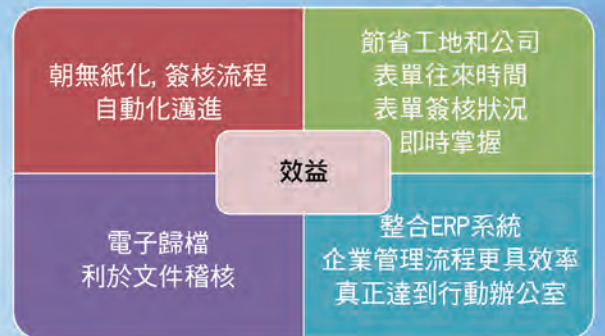 朝無紙化, 簽核流程
自動化邁進
節省工地和公司
表單往來時間
表單簽核狀況
即時掌握
效益
電子歸檔
利於文件稽核
整合ERP系統
企業管理流程更具效率
真正達到行動辦公室